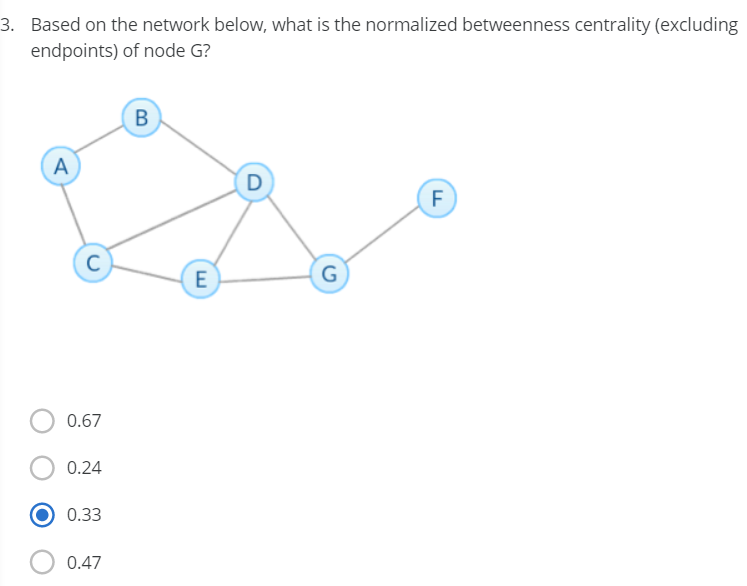 3. Based on the network below, what is the normalized betweenness centrality (excluding
endpoints) of node G?
B
A
D
F
C
E
G
0.67
0.24
0.33
0.47